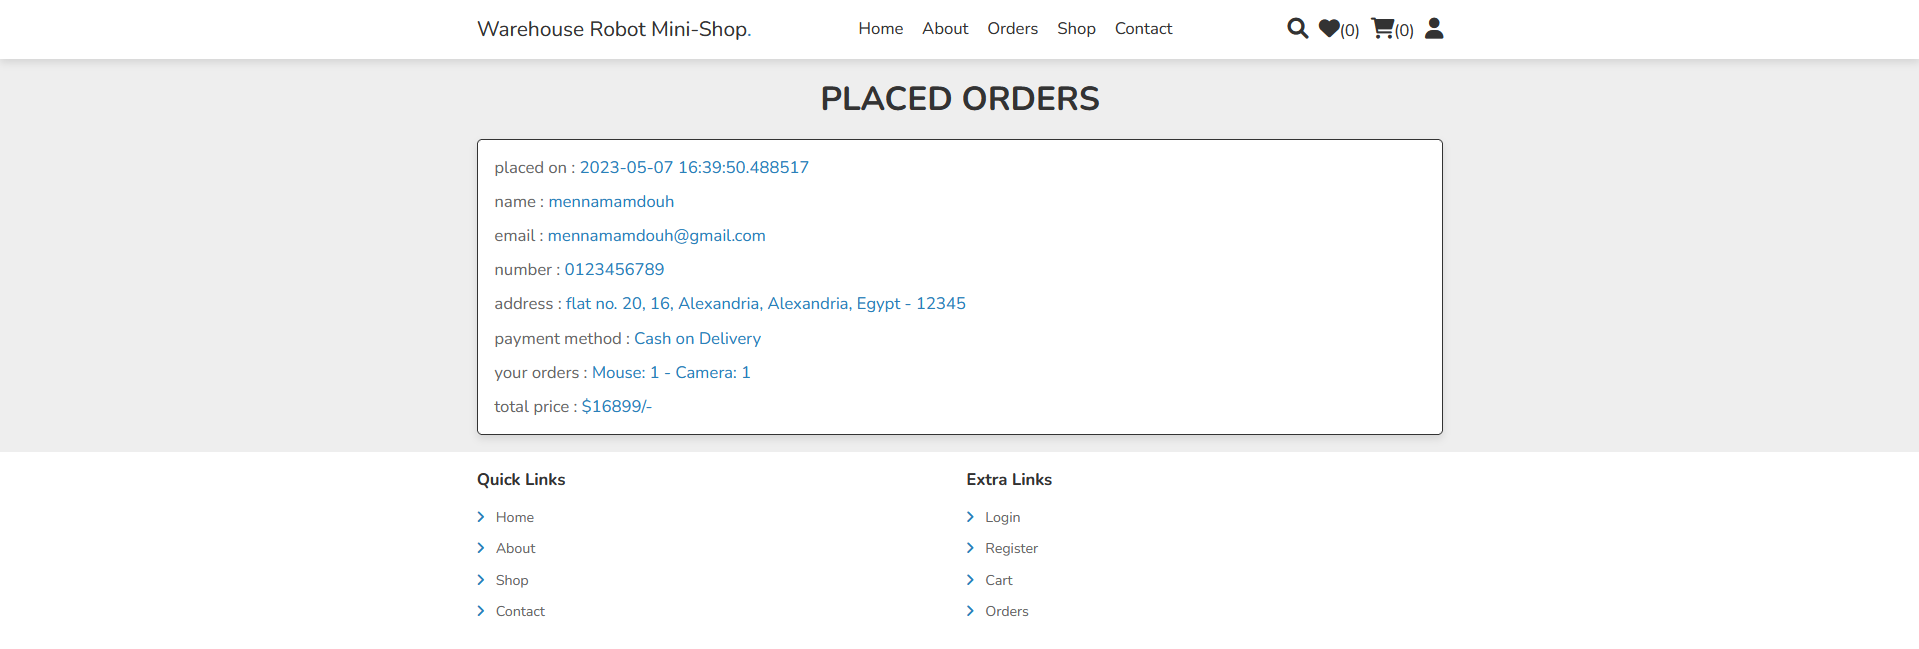 Warehouse Robot Mini-Shop.
Home About Orders Shop Contact
(0) (0)
PLACED ORDERS
placed on : 2023-05-07 16:39:50.488517
name : mennamamdouh
email : mennamamdouh@gmail.com
number : 0123456789
address : flat no. 20, 16, Alexandria, Alexandria, Egypt - 12345
payment method : Cash on Delivery
your orders : Mouse: 1 - Camera: 1
total price : $16899/-
Quick Links
Home
About
Shop
Contact
Extra Links
Login
Register
Cart
Orders